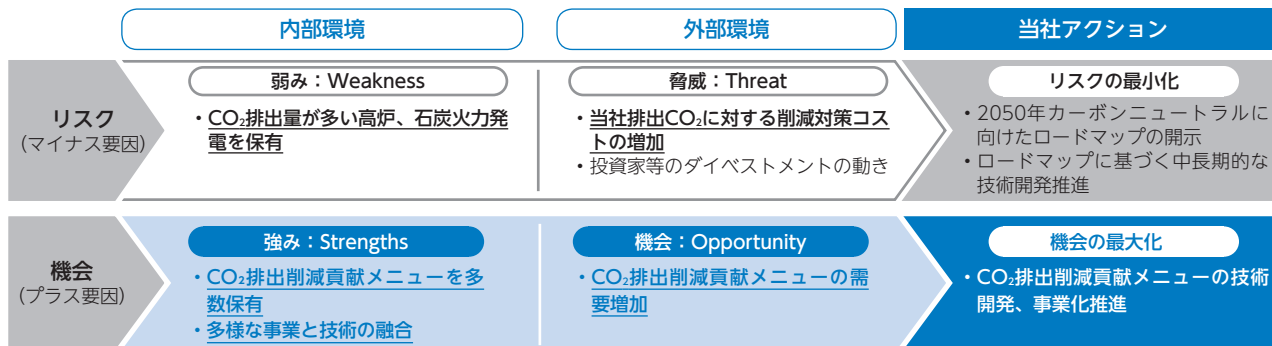 内部環境
外部環境
当社アクション
リスク
(マイナス要因)
弱み：Weakness
・CO₂排出量が多い高炉、石炭火力発
電を保有
脅威：Threat
・当社排出CO₂に対する削減対策コス
トの増加
・投資家等のダイベストメントの動き
リスクの最小化
・2050年カーボンニュートラルに
向けたロードマップの開示
・ロードマップに基づく中長期的な
技術開発推進
機会
(プラス要因)
強み：Strengths
・CO₂排出削減貢献メニューを多
数保有
・多様な事業と技術の融合
機会：Opportunity
・CO₂排出削減貢献メニューの需
要増加
機会の最大化
・CO₂排出削減貢献メニューの技術
開発、事業化推進